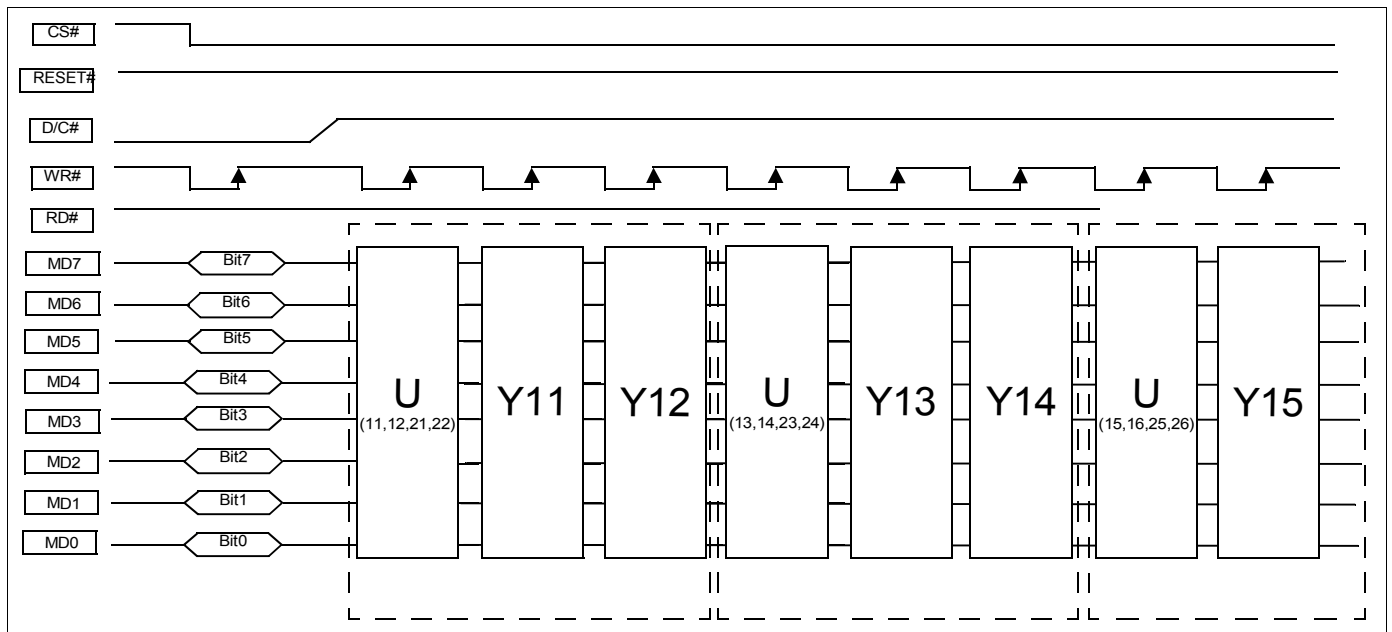 CS#
RESET#
D/C#
WR#
RD#
MD7 Bit7
MD6 Bit6
MD5 Bit5
MD4 Bit4
MD3 Bit3
MD2 Bit2
MD1 Bit1
MD0 Bit0
U
(11,12,21,22)
Y11
Y12
U
(13,14,23,24)
Y13
Y14
U
(15,16,25,26)
Y15